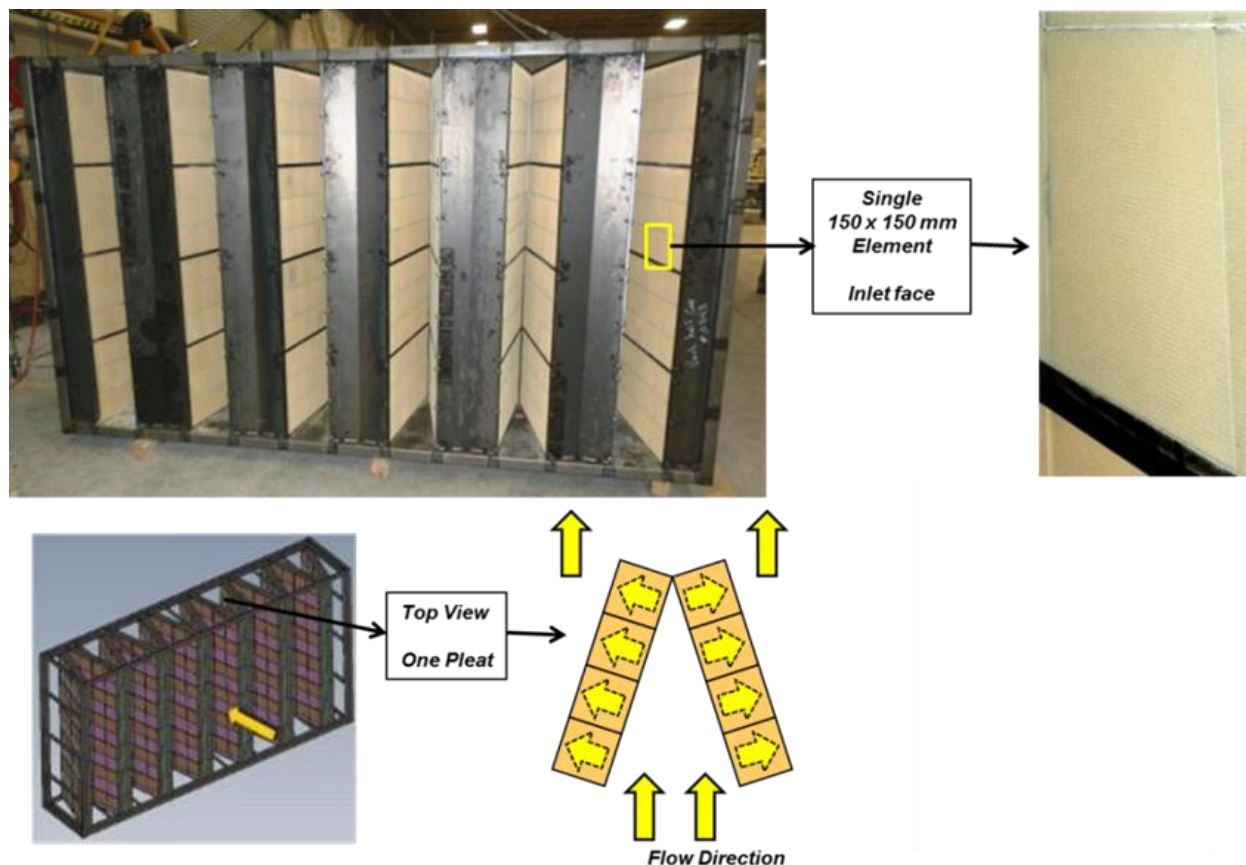 Single
150 x 150 mm
Element
Inlet face
Top View
One Pleat
Flow Direction